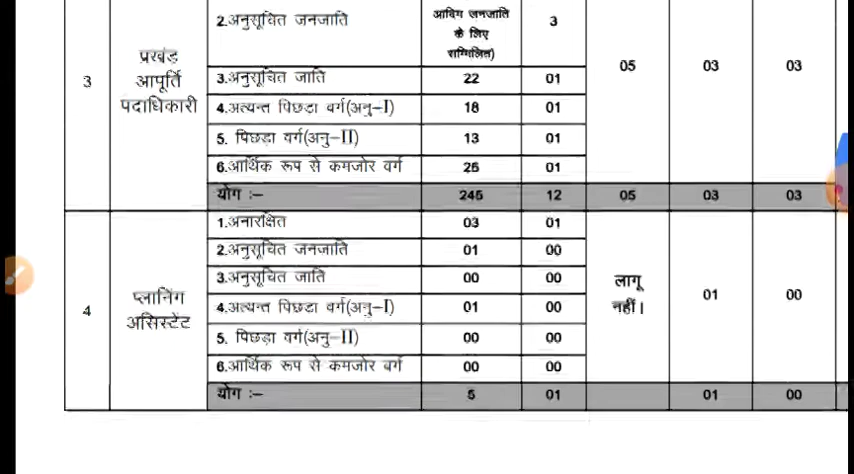 2.अनुसूचित जनजाति आदिम जनजाति के लिए सम्मिलित) 3
3 प्रखंड आपूर्ति पदाधिकारी 05 03 03
3.अनुसूचित जाति 22 01
4.अत्यन्त पिछडा वर्ग(अनु–I) 18 01
5. पिछडा वर्ग(अनु–II) 13 01
6.आर्थिक रूप से कमजोर वर्ग 25 01
योग :– 245 12 05 03 03
1.अनारक्षित 03 01
2.अनुसूचित जनजाति 01 00
3.अनुसूचित जाति 00 00
4 प्लानिंग असिस्टेंट लागू नहीं। 01 00
4.अत्यन्त पिछडा वर्ग(अनु–I) 01 00
5. पिछड़ा वर्ग(अनु–II) 00 00
6.आर्थिक रूप से कमजोर वर्ग 00 00
योग :– 5 01 01 00